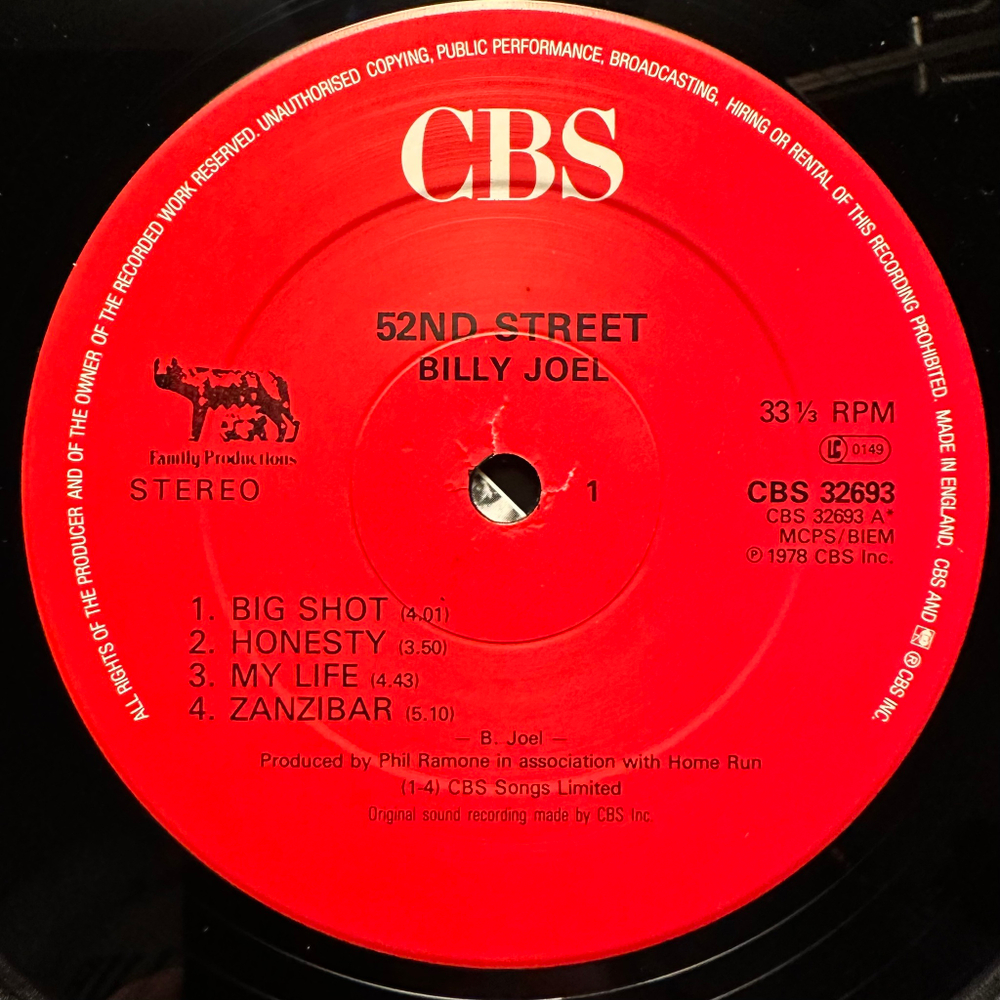 ALL RIGHTS OF THE PRODUCER AND OF THE OWNER OF THE RECORDED WORK RESERVED. UNAUTHORISED COPYING, PUBLIC PERFORMANCE, BROADCASTING, HIRING OR RENTAL OF THIS RECORDING PROHIBITED. MADE IN ENGLAND. CBS AND ® CBS INC.
CBS
52ND STREET
BILLY JOEL
Family Productions
STEREO
1
33⅓ RPM
LC 0149
CBS 32693
CBS 32693 A*
MCPS/BIEM
℗ 1978 CBS Inc.
1. BIG SHOT (4.01)
2. HONESTY (3.50)
3. MY LIFE (4.43)
4. ZANZIBAR (5.10)
— B. Joel —
Produced by Phil Ramone in association with Home Run
(1-4) CBS Songs Limited
Original sound recording made by CBS Inc